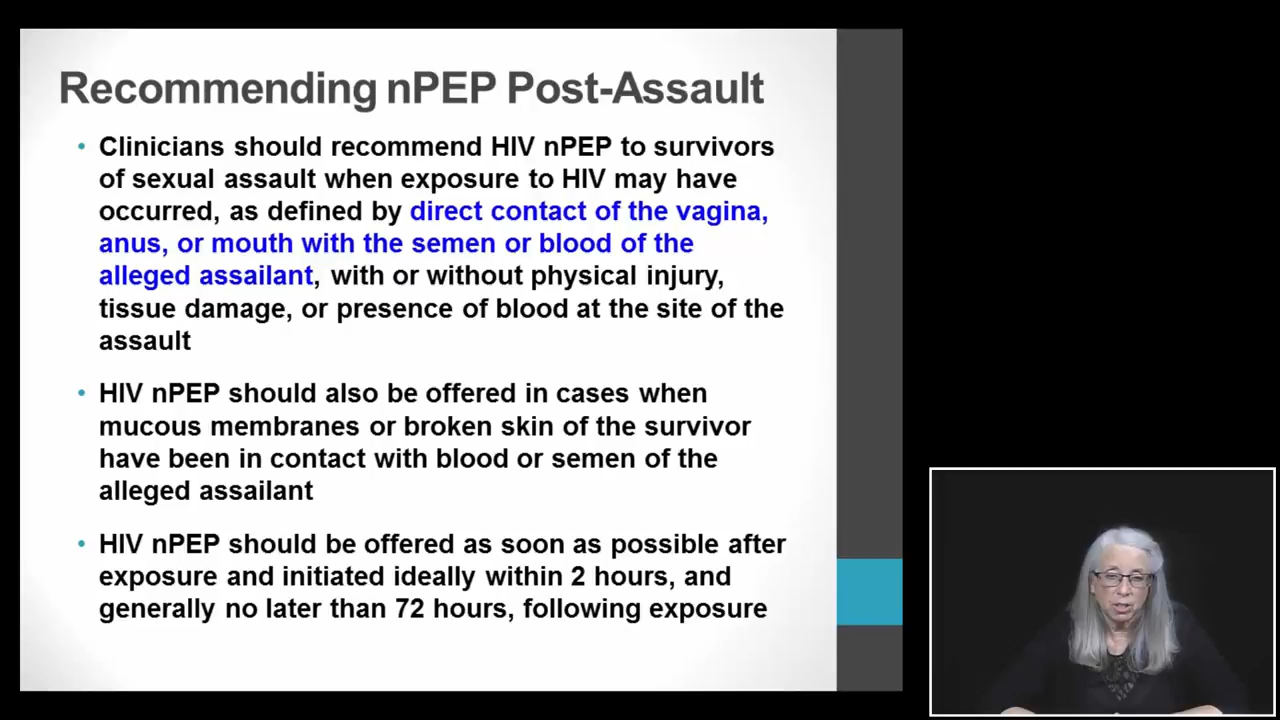 Recommending nPEP Post-Assault
• Clinicians should recommend HIV nPEP to survivors
of sexual assault when exposure to HIV may have
occurred, as defined by direct contact of the vagina,
anus, or mouth with the semen or blood of the
alleged assailant, with or without physical injury,
tissue damage, or presence of blood at the site of the
assault
• HIV nPEP should also be offered in cases when
mucous membranes or broken skin of the survivor
have been in contact with blood or semen of the
alleged assailant
• HIV nPEP should be offered as soon as possible after
exposure and initiated ideally within 2 hours, and
generally no later than 72 hours, following exposure